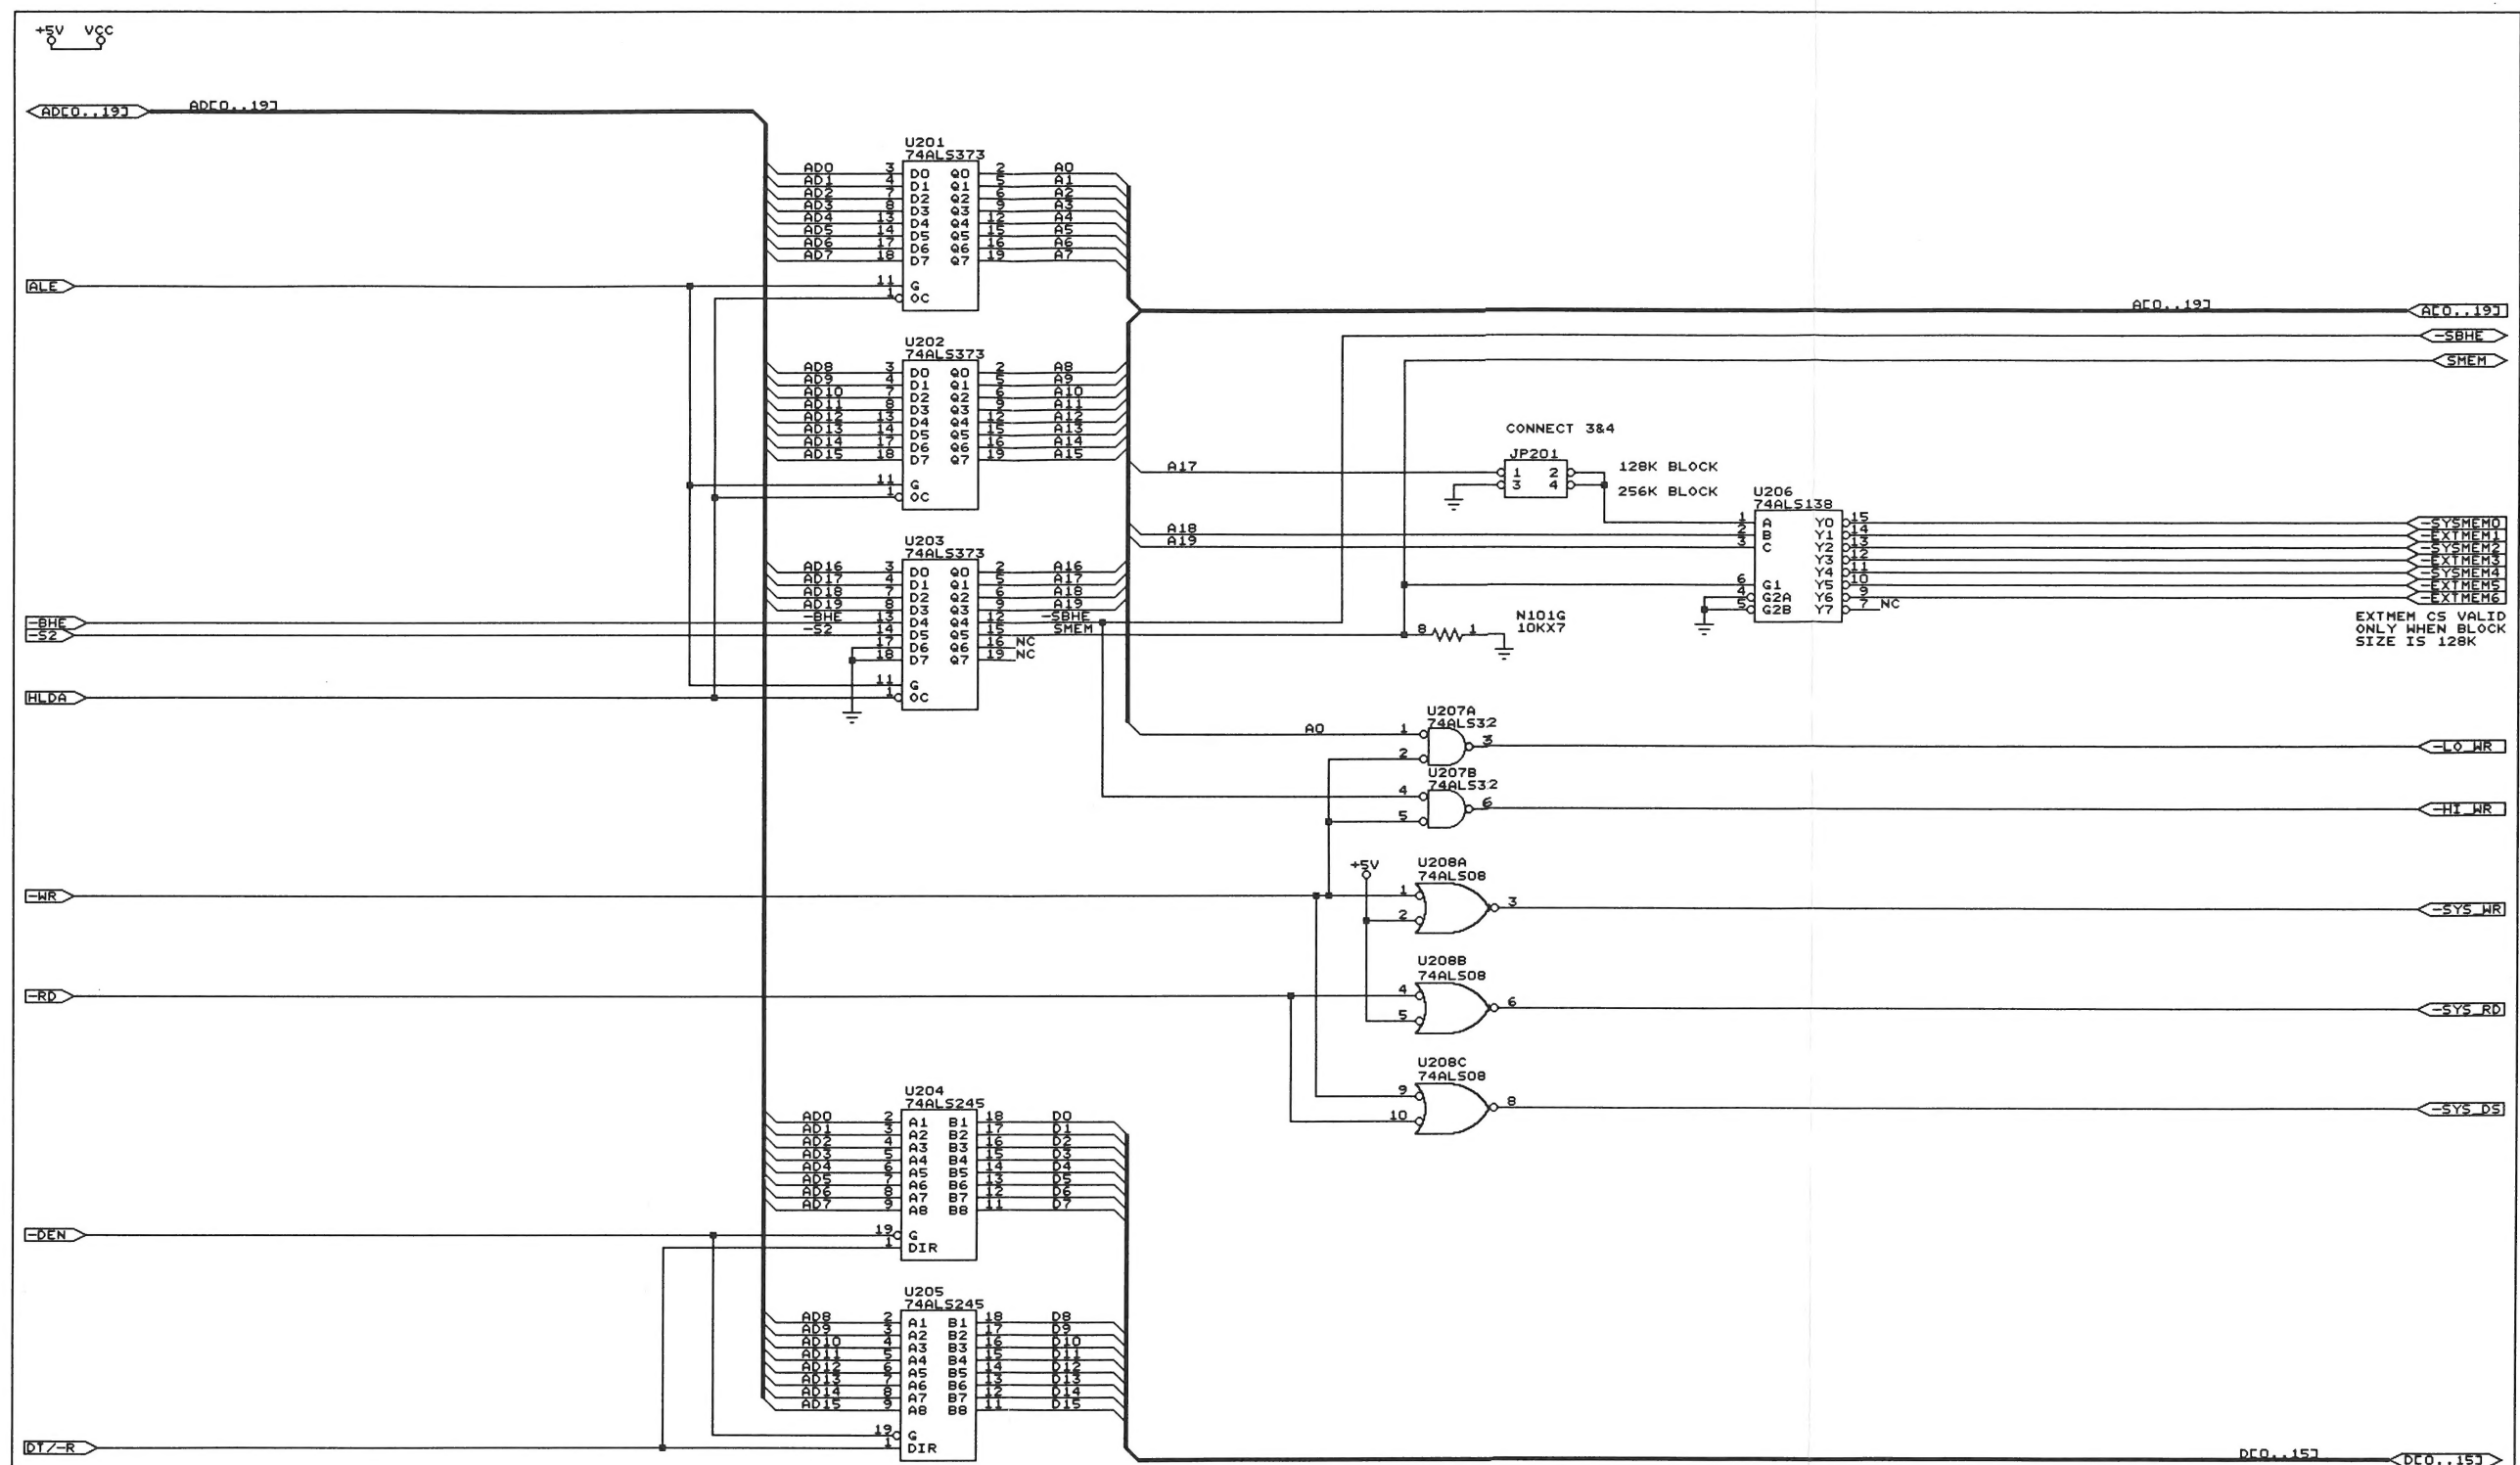 +5V VCC
AD[0..19] AD[0..19]
U201
74ALS373
AD0 3 D0 Q0 2 A0
AD1 4 D1 Q1 5 A1
AD2 7 D2 Q2 6 A2
AD3 8 D3 Q3 9 A3
AD4 13 D4 Q4 12 A4
AD5 14 D5 Q5 15 A5
AD6 17 D6 Q6 16 A6
AD7 18 D7 Q7 19 A7
ALE 11 G
1 OC
A[0..19] A[0..19]
-SBHE
SMEM
U202
74ALS373
AD8 3 D0 Q0 2 A8
AD9 4 D1 Q1 5 A9
AD10 7 D2 Q2 6 A10
AD11 8 D3 Q3 9 A11
AD12 13 D4 Q4 12 A12
AD13 14 D5 Q5 15 A13
AD14 17 D6 Q6 16 A14
AD15 18 D7 Q7 19 A15
11 G
1 OC
CONNECT 3&4
JP201
A17 1 2 128K BLOCK
3 4 256K BLOCK
U206
74ALS138
1 A Y0 15 -SYSMEM0
A18 2 B Y1 14 -EXTMEM1
A19 3 C Y2 13 -SYSMEM2
Y3 12 -EXTMEM3
Y4 11 -SYSMEM4
6 G1 Y5 10 -EXTMEM5
4 G2A Y6 9 -EXTMEM6
5 G2B Y7 7 NC
EXTMEM CS VALID
ONLY WHEN BLOCK
SIZE IS 128K
U203
74ALS373
AD16 3 D0 Q0 2 A16
AD17 4 D1 Q1 5 A17
AD18 7 D2 Q2 6 A18
AD19 8 D3 Q3 9 A19
-BHE -BHE 13 D4 Q4 12 -SBHE
-S2 -S2 14 D5 Q5 15 SMEM
17 D6 Q6 16 NC
18 D7 Q7 19 NC
11 G
HLDA 1 OC
N101G
10KX7
8 1
U207A
74ALS32
A0 1 3 -LO_WR
2
U207B
74ALS32
4 6 -HI_WR
5
+5V
U208A
74ALS08
-WR 1 3 -SYS_WR
2
U208B
74ALS08
-RD 4 6 -SYS_RD
5
U208C
74ALS08
9 8 -SYS_DS
10
U204
74ALS245
AD0 2 A1 B1 18 D0
AD1 3 A2 B2 17 D1
AD2 4 A3 B3 16 D2
AD3 5 A4 B4 15 D3
AD4 6 A5 B5 14 D4
AD5 7 A6 B6 13 D5
AD6 8 A7 B7 12 D6
AD7 9 A8 B8 11 D7
-DEN 19 G
1 DIR
U205
74ALS245
AD8 2 A1 B1 18 D8
AD9 3 A2 B2 17 D9
AD10 4 A3 B3 16 D10
AD11 5 A4 B4 15 D11
AD12 6 A5 B5 14 D12
AD13 7 A6 B6 13 D13
AD14 8 A7 B7 12 D14
AD15 9 A8 B8 11 D15
19 G
DT/-R 1 DIR
D[0..15] D[0..15]